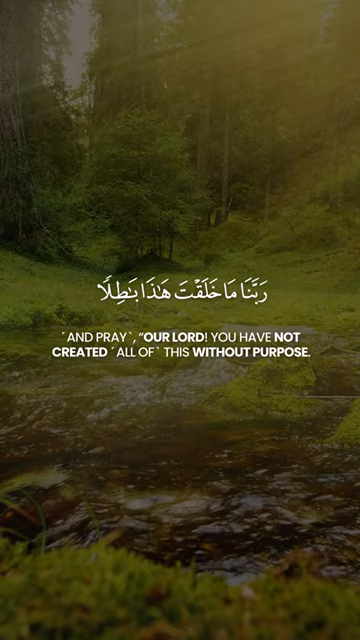 رَبَّنَا مَا خَلَقْتَ هَٰذَا بَٰطِلًا
´AND PRAY`, “OUR LORD! YOU HAVE NOT
CREATED ´ALL OF` THIS WITHOUT PURPOSE.